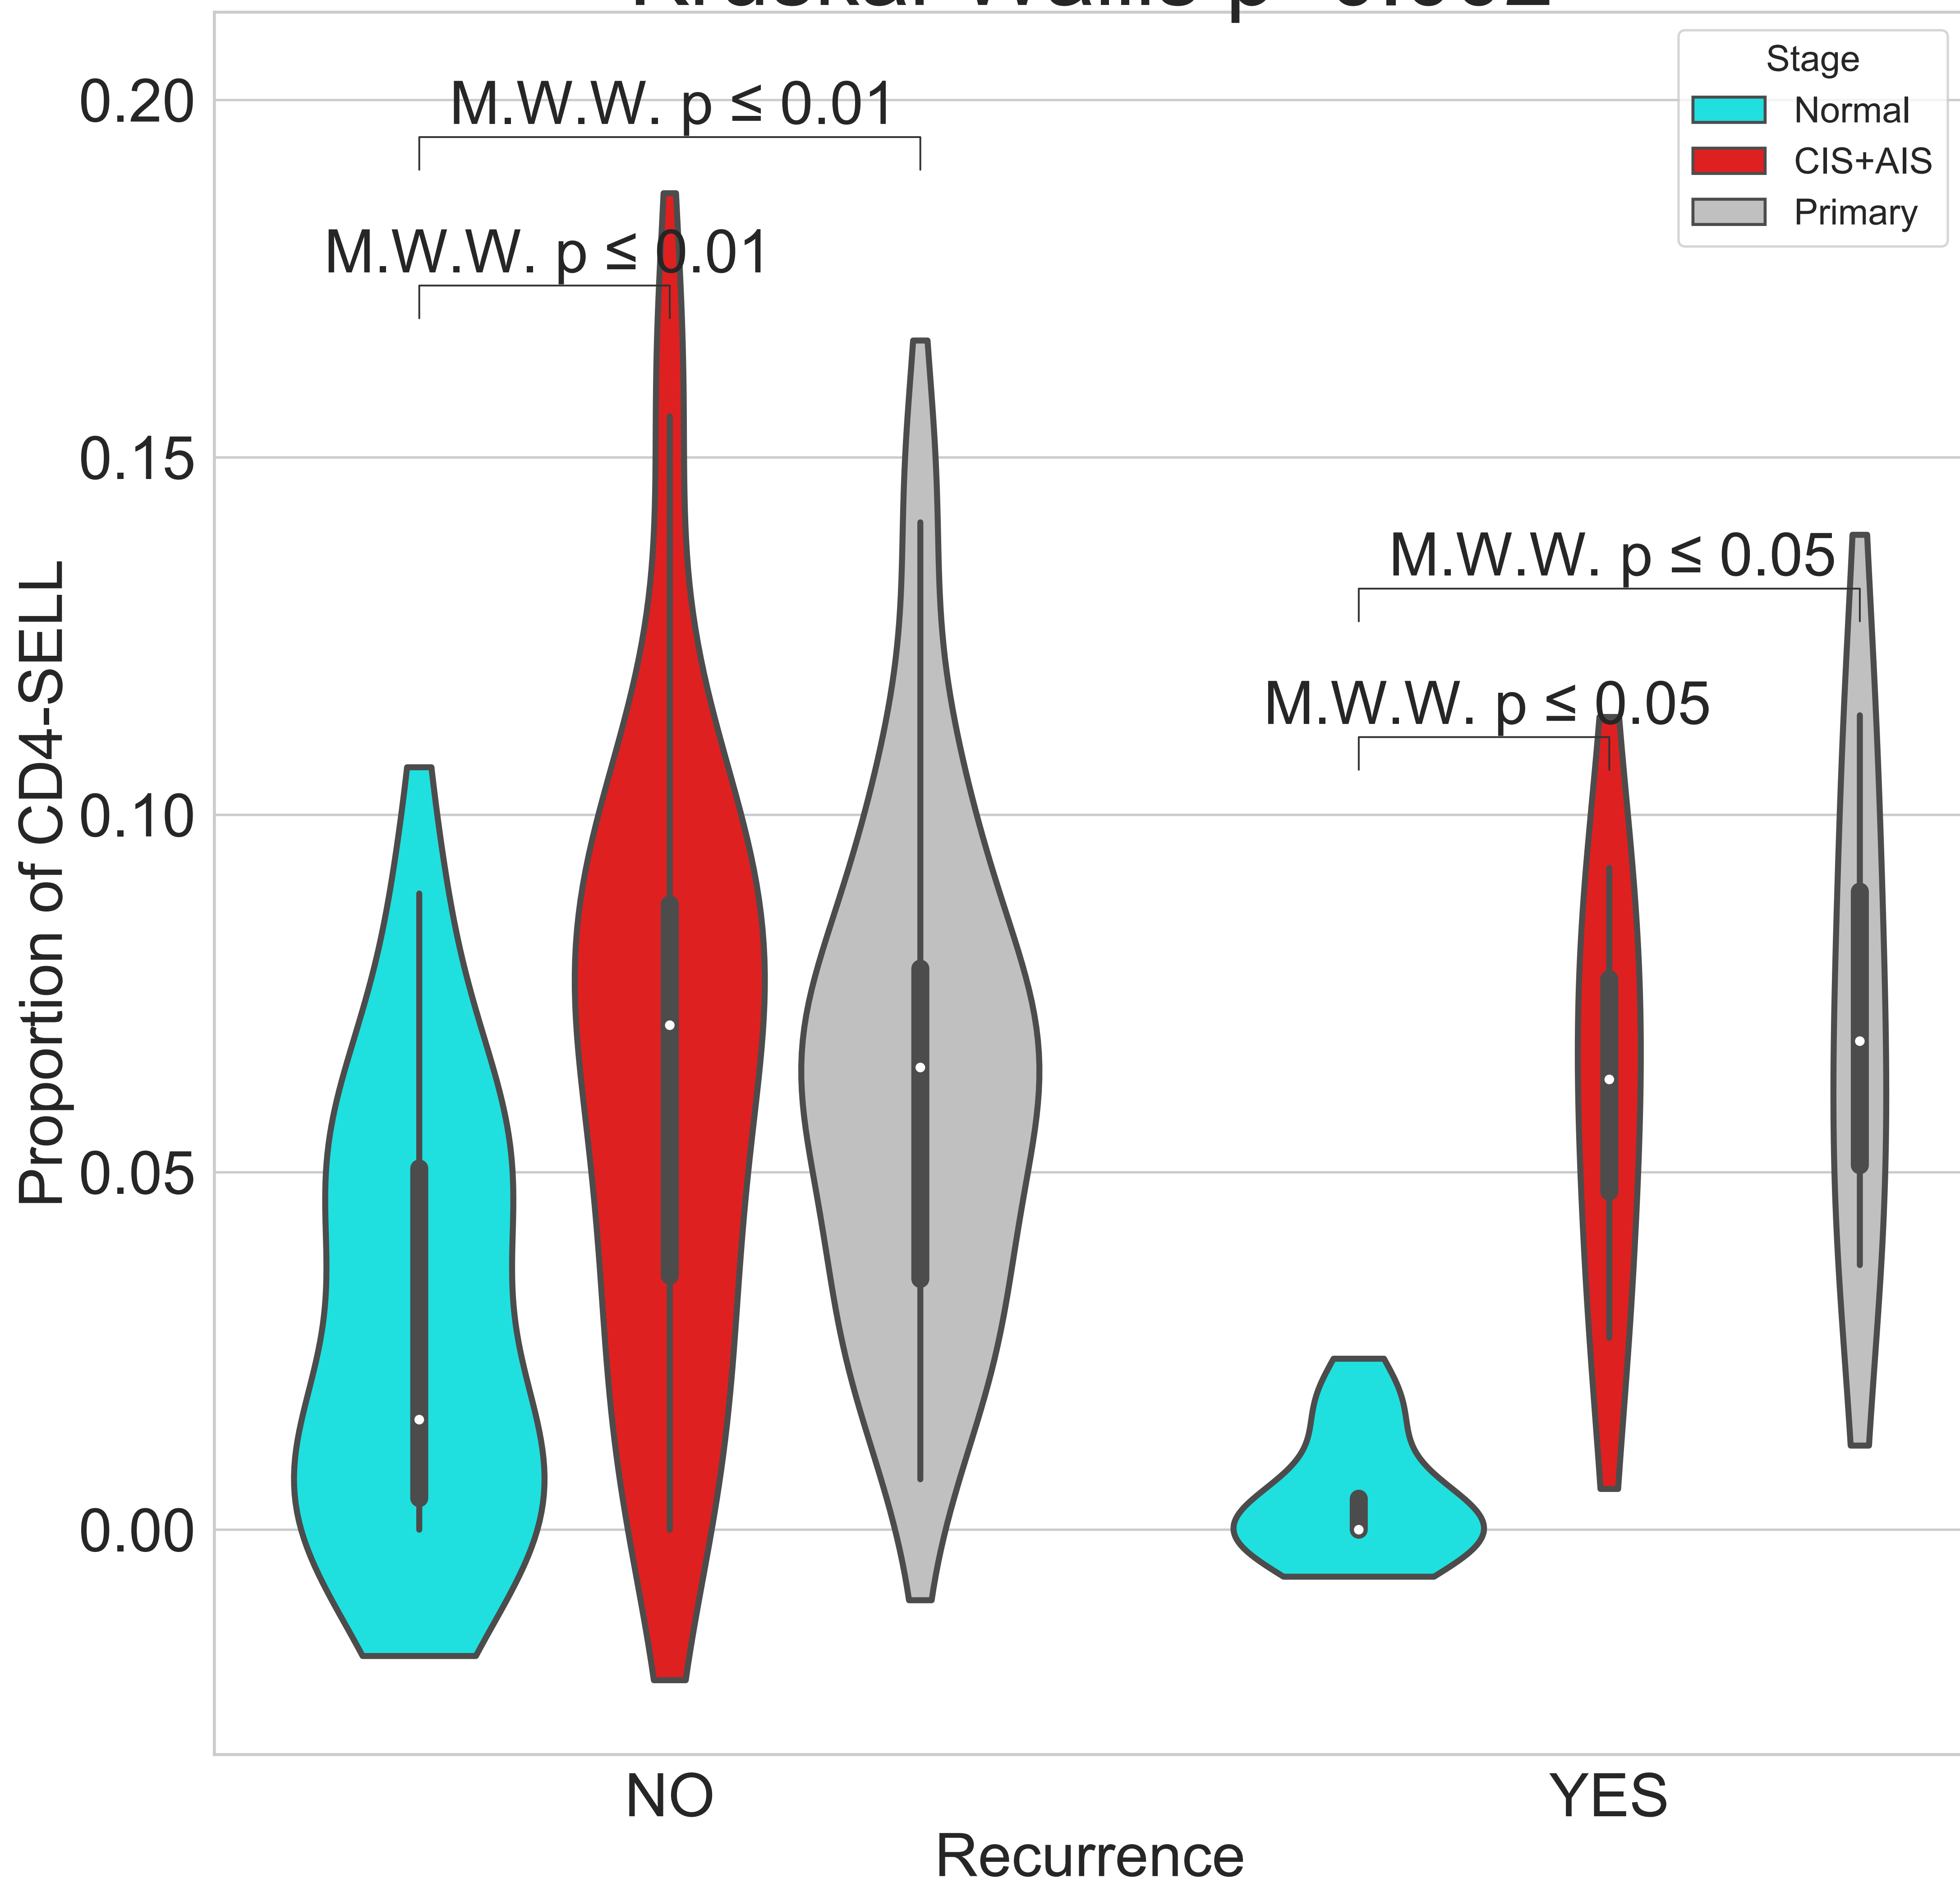 Stage
Normal
CIS+AIS
Primary
M.W.W. p ≤ 0.01
M.W.W. p ≤ 0.01
M.W.W. p ≤ 0.05
M.W.W. p ≤ 0.05
0.20
0.15
0.10
0.05
0.00
Proportion of CD4-SELL
NO
YES
Recurrence